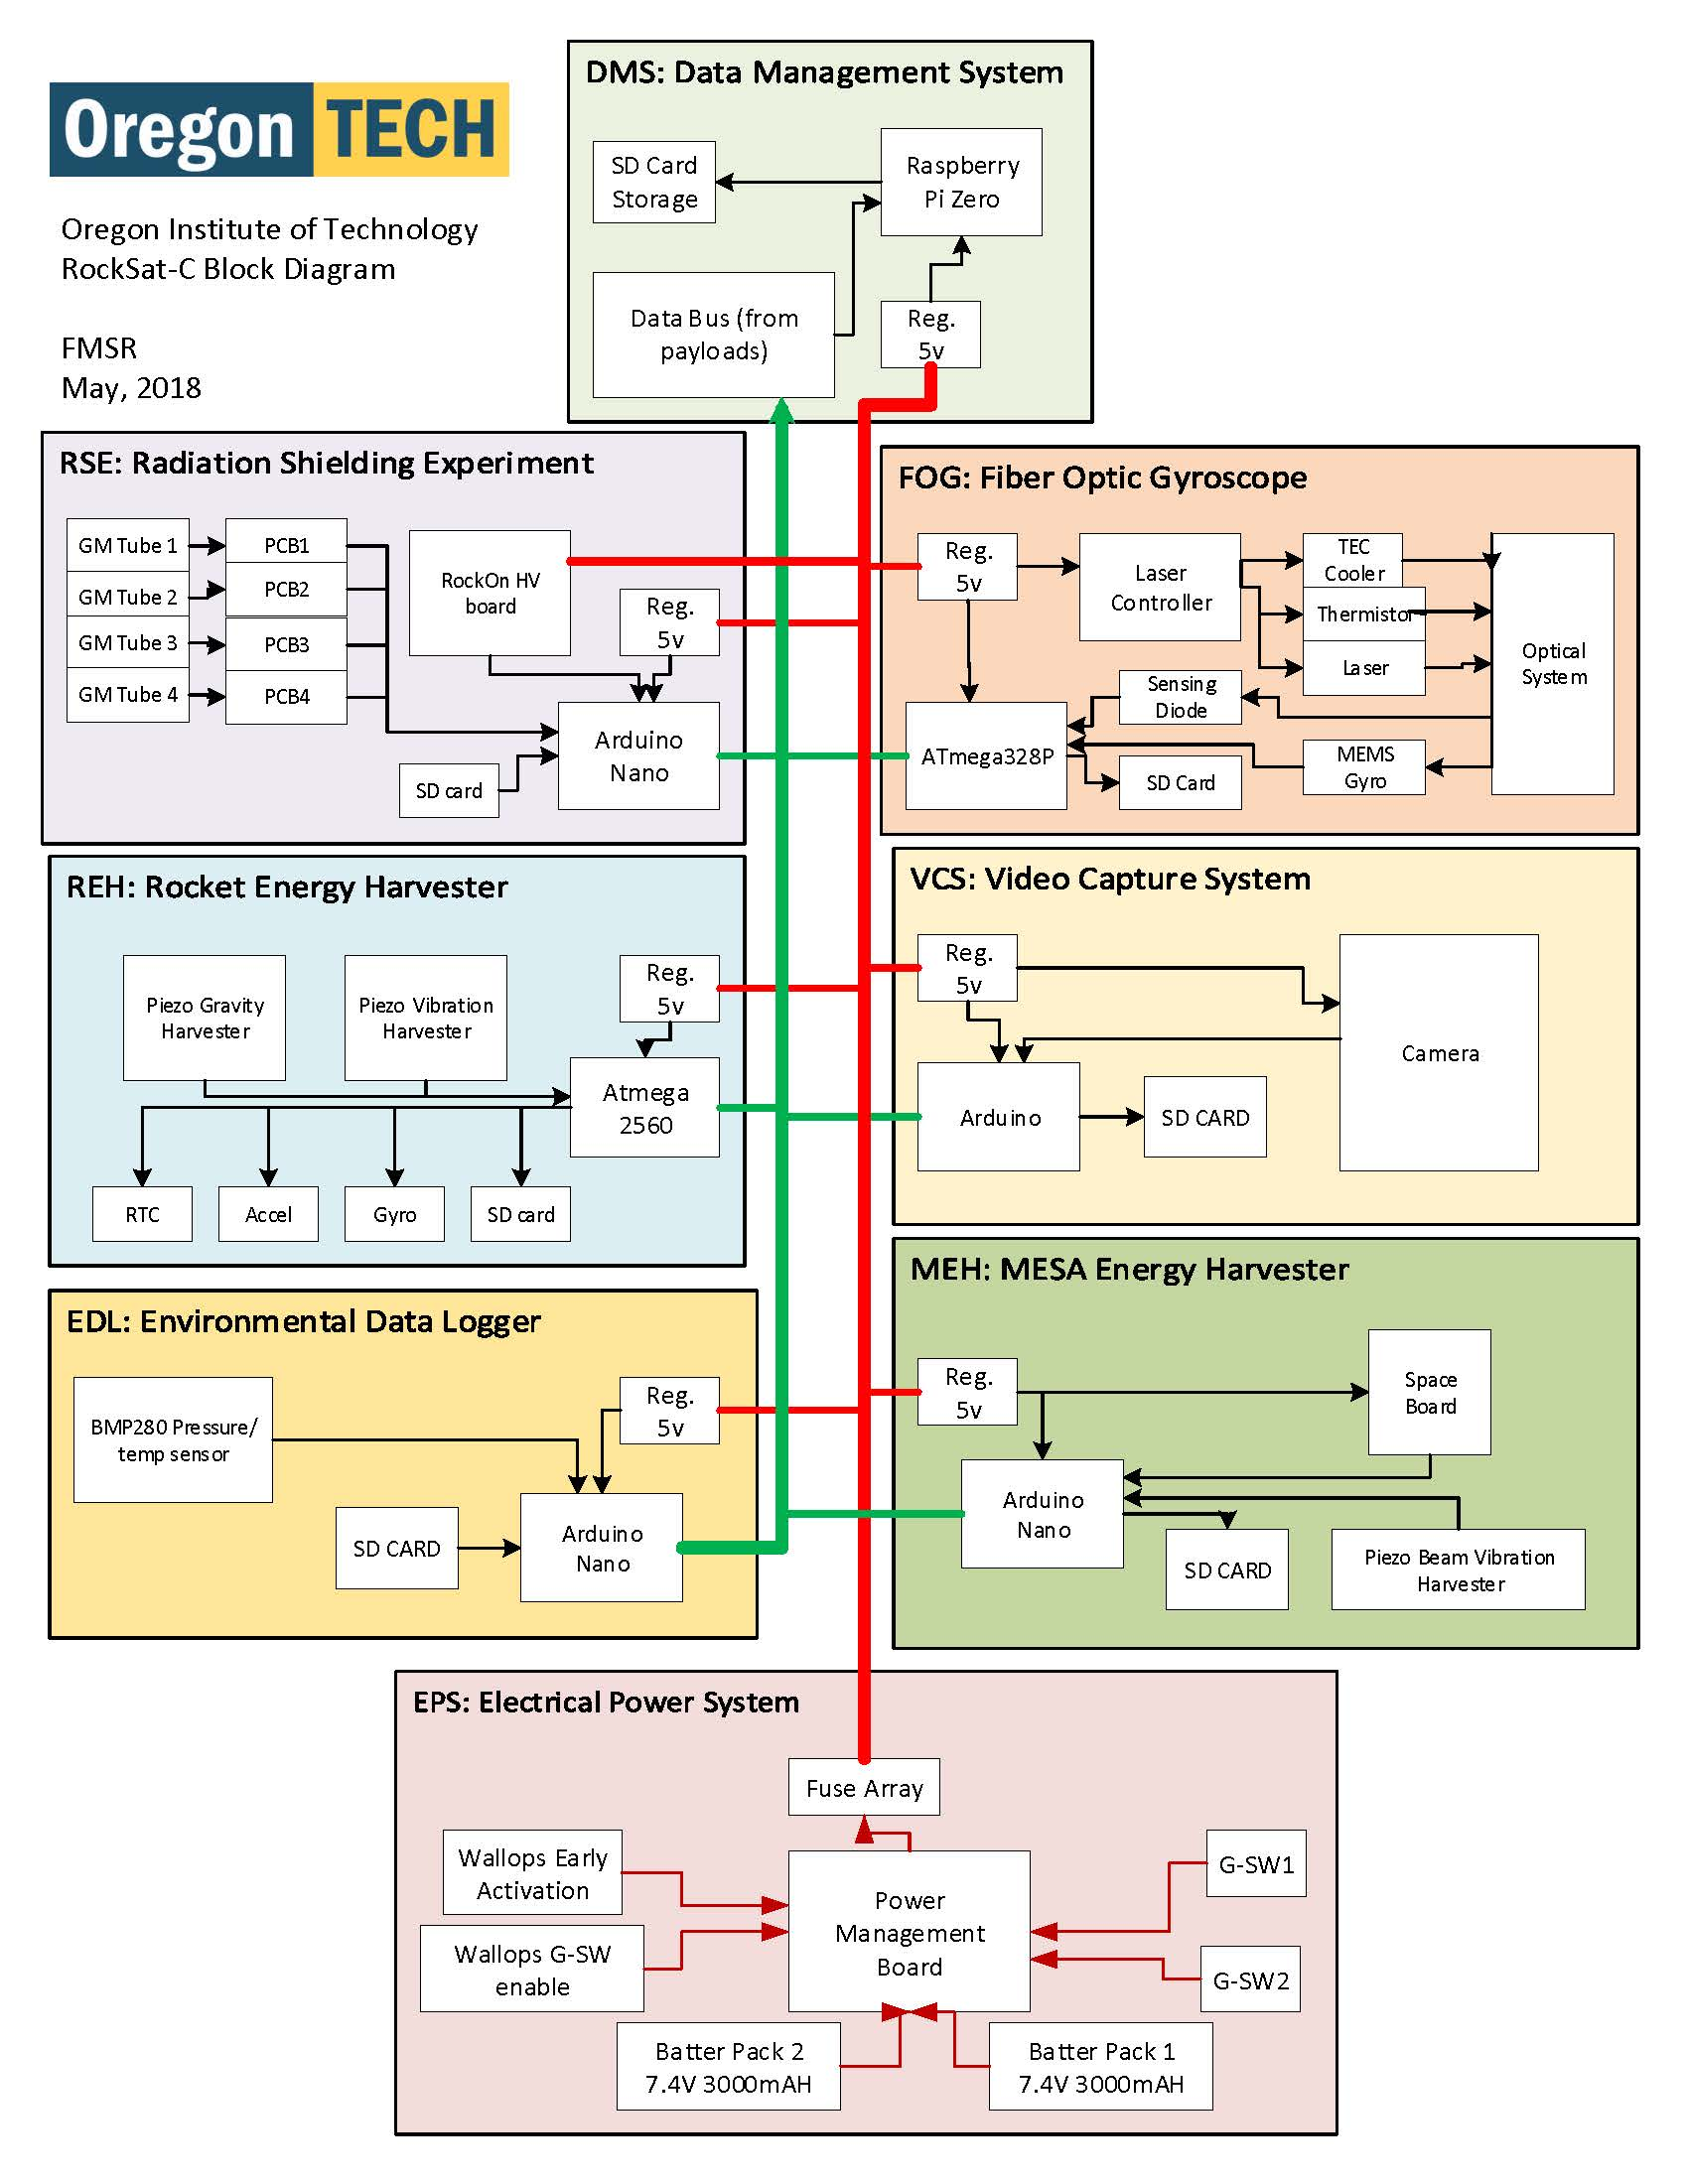 Oregon TECH
Oregon Institute of Technology
RockSat-C Block Diagram
FMSR
May, 2018
DMS: Data Management System
SD Card
Storage
Raspberry
Pi Zero
Data Bus (from
payloads)
Reg.
5v
RSE: Radiation Shielding Experiment
GM Tube 1
GM Tube 2
GM Tube 3
GM Tube 4
PCB1
PCB2
PCB3
PCB4
RockOn HV
board
Reg.
5v
Arduino
Nano
SD card
FOG: Fiber Optic Gyroscope
Reg.
5v
Laser
Controller
TEC
Cooler
Thermistor
Laser
Optical
System
Sensing
Diode
ATmega328P
MEMS
Gyro
SD Card
REH: Rocket Energy Harvester
Piezo Gravity
Harvester
Piezo Vibration
Harvester
Reg.
5v
Atmega
2560
RTC
Accel
Gyro
SD card
VCS: Video Capture System
Reg.
5v
Camera
Arduino
SD CARD
EDL: Environmental Data Logger
BMP280 Pressure/
temp sensor
Reg.
5v
SD CARD
Arduino
Nano
MEH: MESA Energy Harvester
Reg.
5v
Space
Board
Arduino
Nano
SD CARD
Piezo Beam Vibration
Harvester
EPS: Electrical Power System
Fuse Array
Wallops Early
Activation
Wallops G-SW
enable
Power
Management
Board
G-SW1
G-SW2
Batter Pack 2
7.4V 3000mAH
Batter Pack 1
7.4V 3000mAH